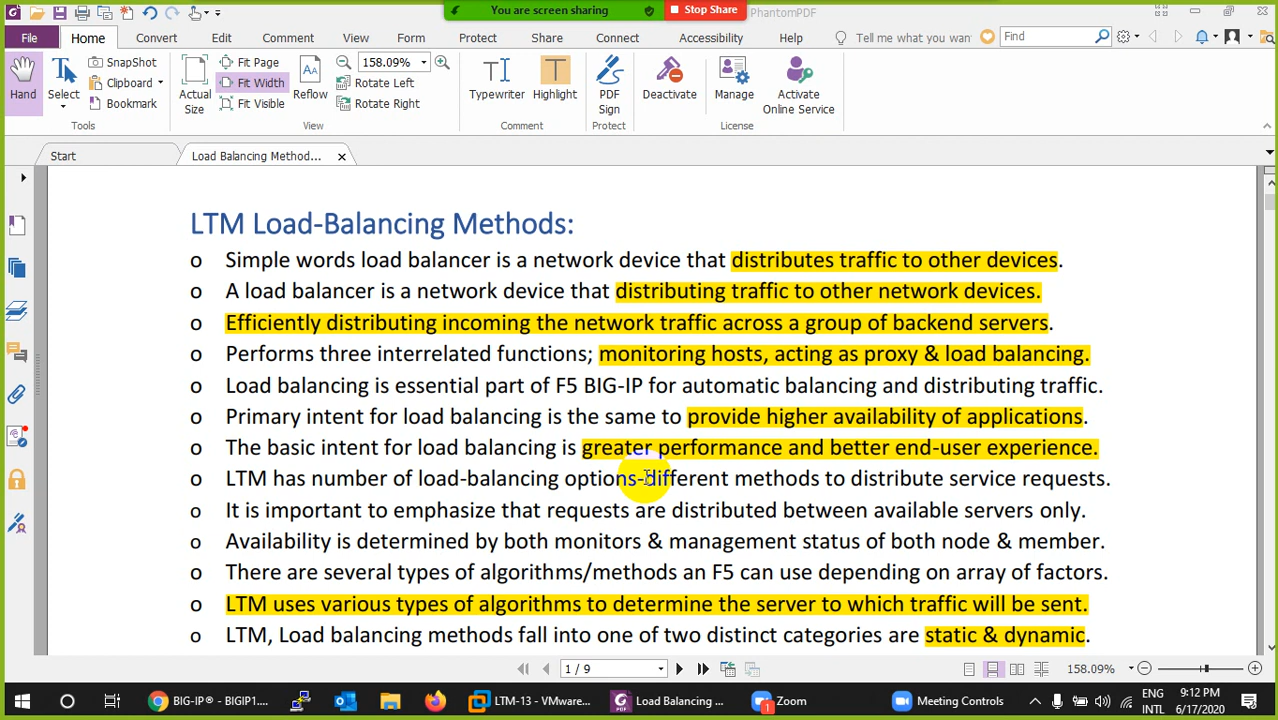 You are screen sharing
Stop Share
PhantomPDF
File Home Convert Edit Comment View Form Protect Share Connect Accessibility Help Tell me what you want Find
Hand
Select
SnapShot
Clipboard
Bookmark
Tools
Actual Size
Fit Page
Fit Width
Fit Visible
Reflow
158.09%
Rotate Left
Rotate Right
View
Typewriter
Highlight
Comment
PDF Sign
Protect
Deactivate
Manage
Activate Online Service
License
Start
Load Balancing Method...
LTM Load-Balancing Methods:
o Simple words load balancer is a network device that distributes traffic to other devices.
o A load balancer is a network device that distributing traffic to other network devices.
o Efficiently distributing incoming the network traffic across a group of backend servers.
o Performs three interrelated functions; monitoring hosts, acting as proxy & load balancing.
o Load balancing is essential part of F5 BIG-IP for automatic balancing and distributing traffic.
o Primary intent for load balancing is the same to provide higher availability of applications.
o The basic intent for load balancing is greater performance and better end-user experience.
o LTM has number of load-balancing options-different methods to distribute service requests.
o It is important to emphasize that requests are distributed between available servers only.
o Availability is determined by both monitors & management status of both node & member.
o There are several types of algorithms/methods an F5 can use depending on array of factors.
o LTM uses various types of algorithms to determine the server to which traffic will be sent.
o LTM, Load balancing methods fall into one of two distinct categories are static & dynamic.
1 / 9
158.09%
BIG-IP® - BIGIP1....
LTM-13 - VMware...
Load Balancing ...
Zoom
1
Meeting Controls
ENG
INTL
9:12 PM
6/17/2020